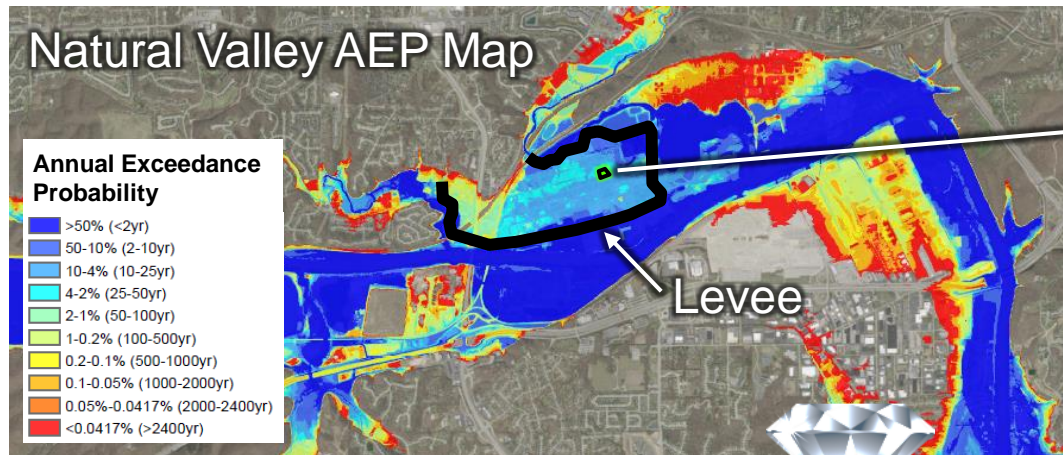 Natural Valley AEP Map
Annual Exceedance
Probability
>50% (<2yr)
50-10% (2-10yr)
10-4% (10-25yr)
4-2% (25-50yr)
2-1% (50-100yr)
1-0.2% (100-500yr)
0.2-0.1% (500-1000yr)
0.1-0.05% (1000-2000yr)
0.05%-0.0417% (2000-2400yr)
<0.0417% (>2400yr)
Levee